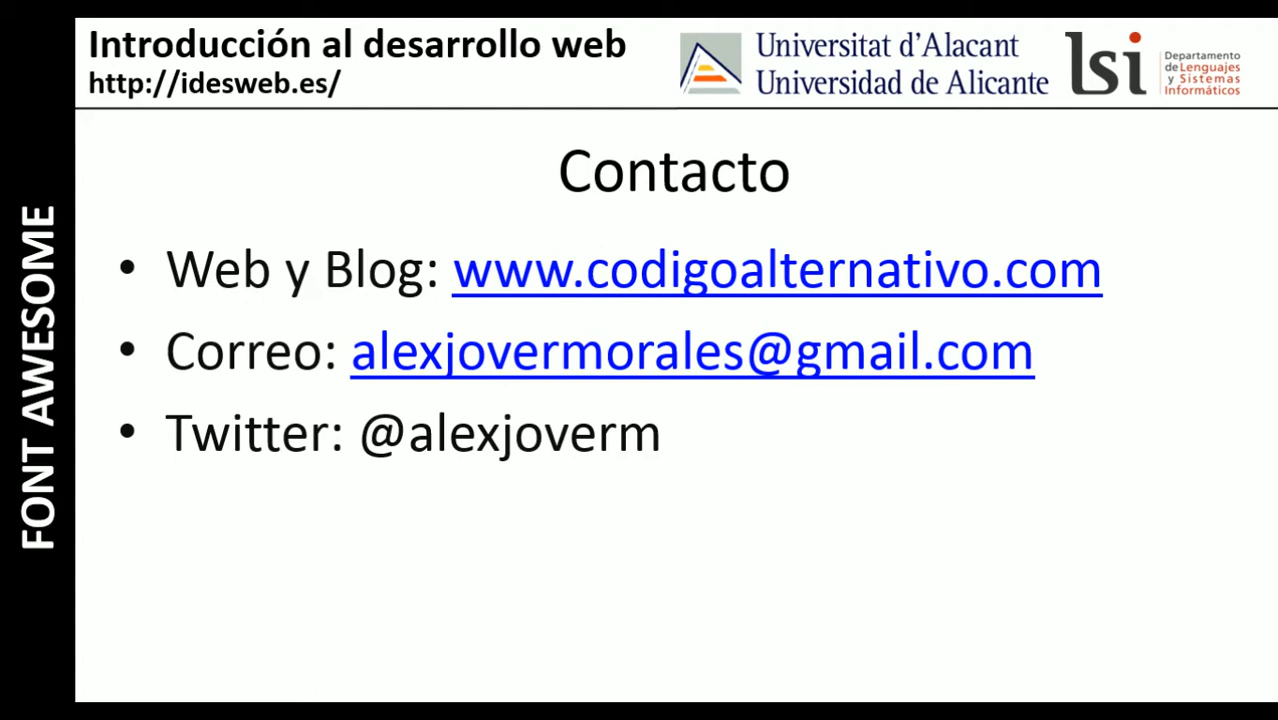 Introducción al desarrollo web
http://idesweb.es/
Universitat d'Alacant
Universidad de Alicante
lsi
Departamento
de Lenguajes
y Sistemas
Informáticos
FONT AWESOME
Contacto
• Web y Blog: www.codigoalternativo.com
• Correo: alexjovermorales@gmail.com
• Twitter: @alexjoverm